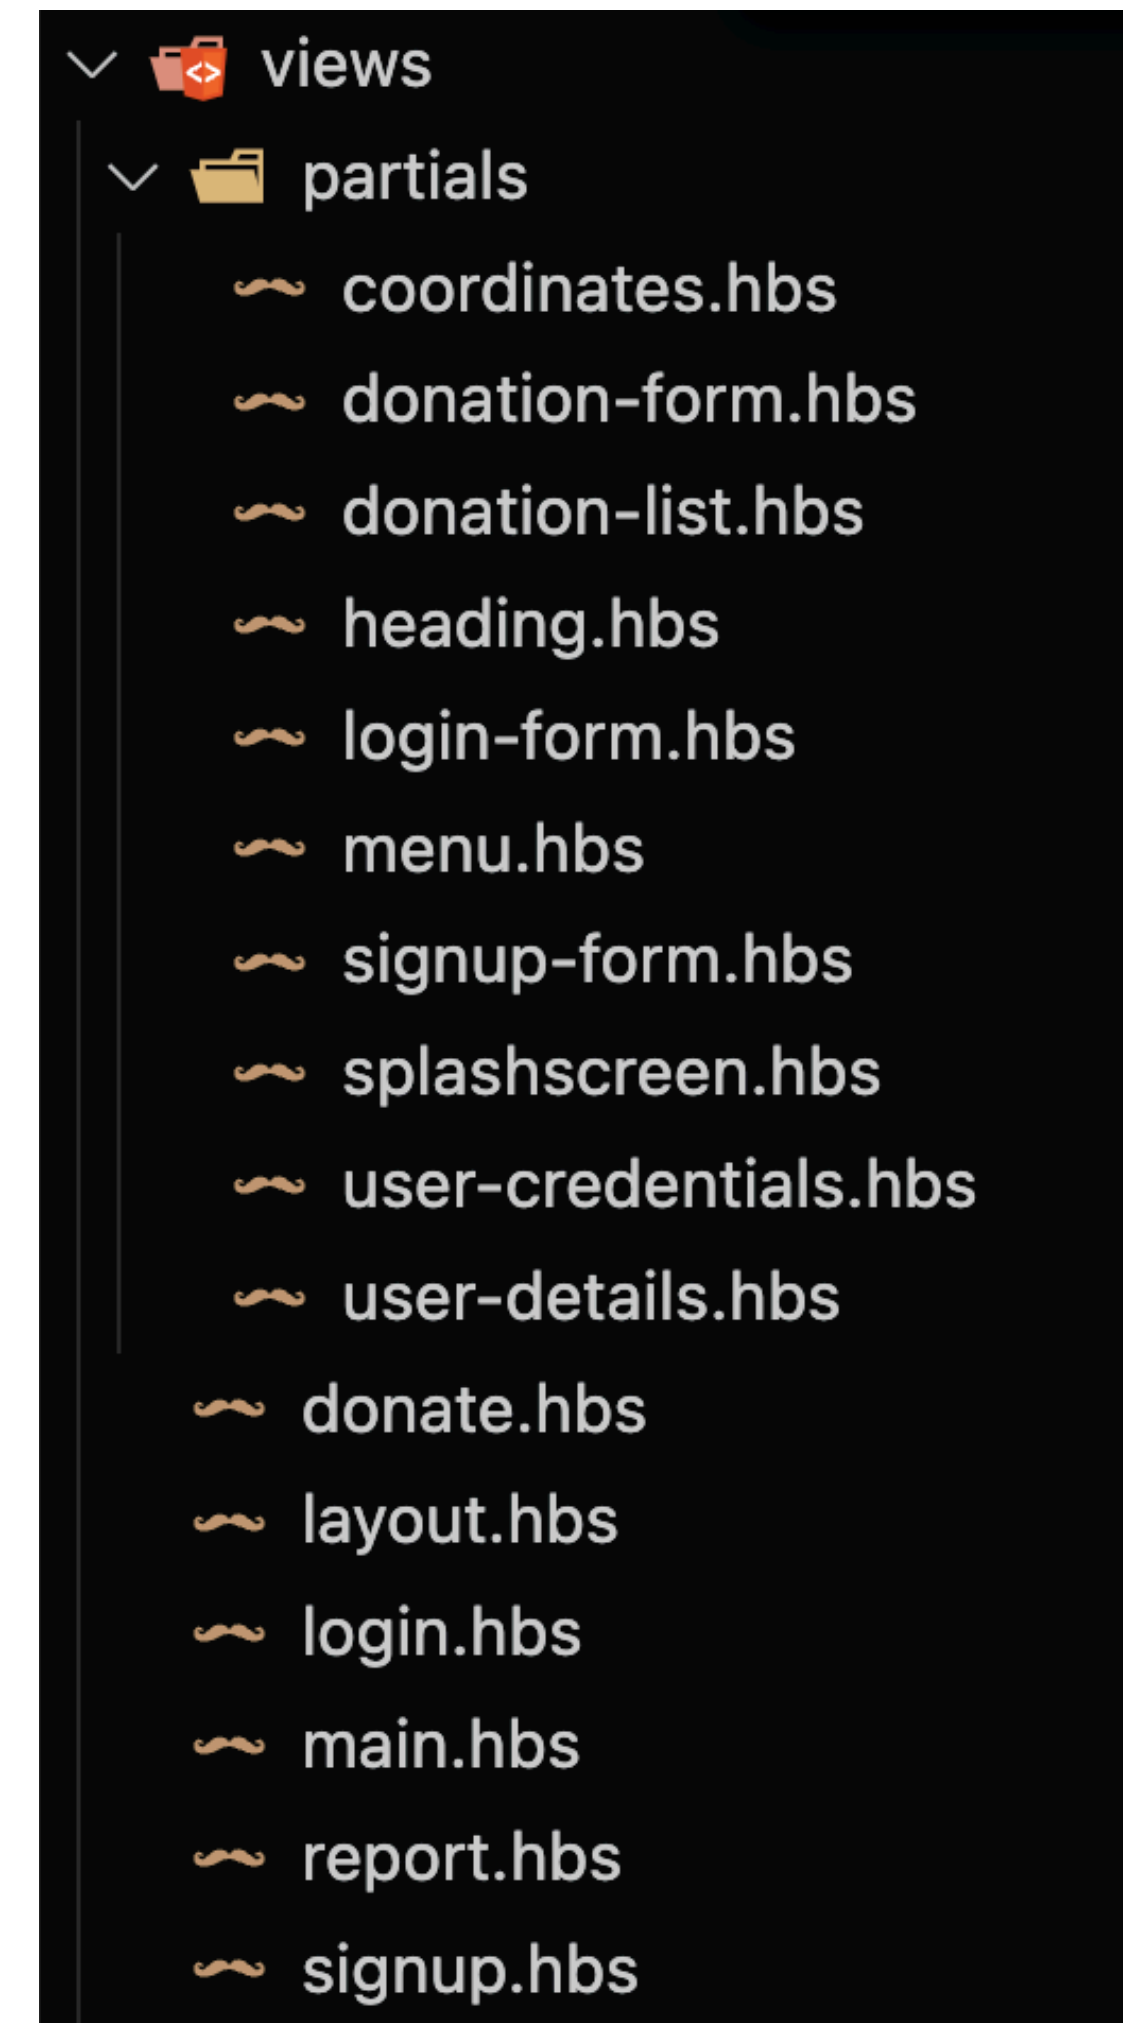 views
partials
coordinates.hbs
donation-form.hbs
donation-list.hbs
heading.hbs
login-form.hbs
menu.hbs
signup-form.hbs
splashscreen.hbs
user-credentials.hbs
user-details.hbs
donate.hbs
layout.hbs
login.hbs
main.hbs
report.hbs
signup.hbs